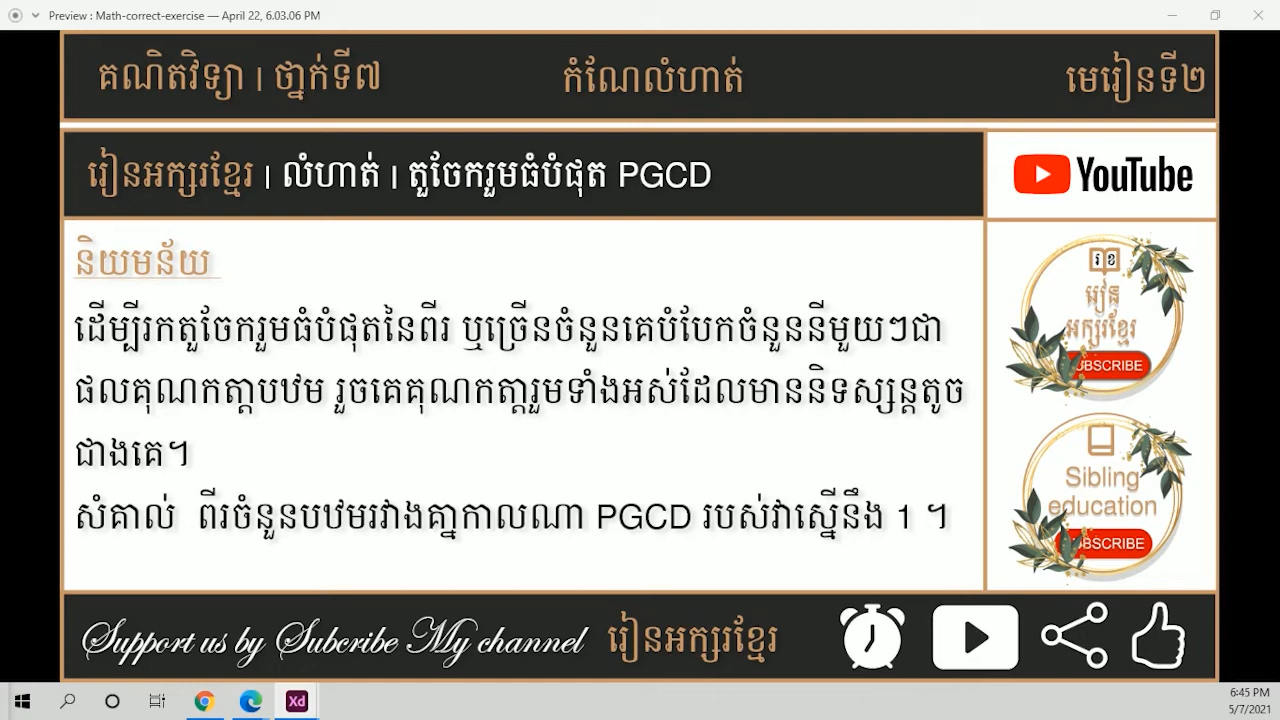 Preview : Math-correct-exercise — April 22, 6.03.06 PM
គណិតវិទ្យា | ថ្នាក់ទី៧
កំណែលំហាត់
មេរៀនទី២
រៀនអក្សរខ្មែរ | លំហាត់ | តួចែករួមធំបំផុត PGCD
YouTube
និយមន័យ
ដើម្បីរកតួចែករួមធំបំផុតនៃពីរ ឬច្រើនចំនួនគេបំបែកចំនួននីមួយៗជា
ផលគុណកត្តាបឋម រួចគេគុណកត្តារួមទាំងអស់ដែលមាននិទស្សន្តតូច
ជាងគេ។
សំគាល់ ពីរចំនួនបឋមរវាងគ្នាកាលណា PGCD របស់វាស្នើនឹង 1 ។
រ ខ
រៀន
អក្សរខ្មែរ
UBSCRIBE
Sibling
education
BSCRIBE
Support us by Subcribe My channel រៀនអក្សរខ្មែរ
Xd
6:45 PM
5/7/2021